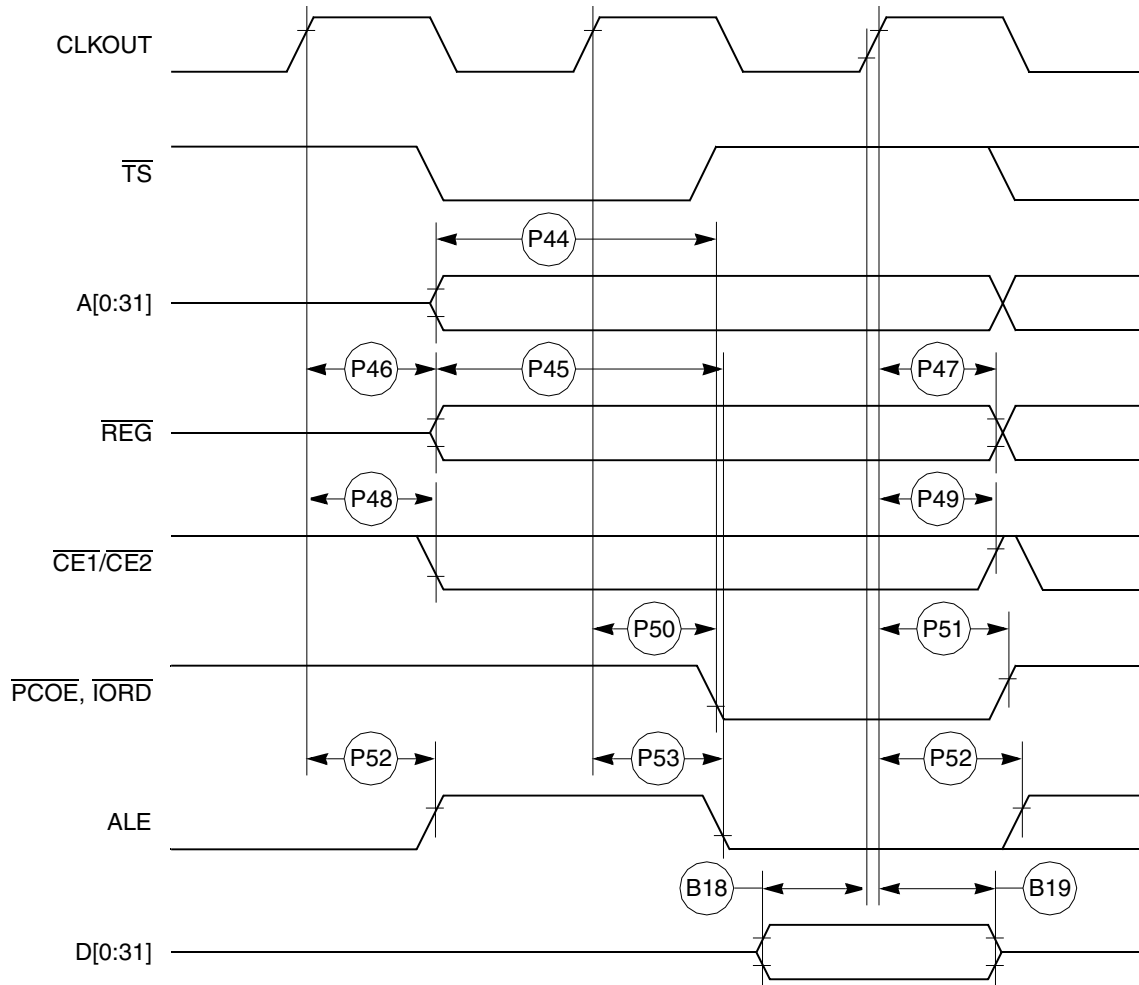 CLKOUT
TS
P44
A[0:31]
P46 P45 P47
REG
P48 P49
CE1/CE2
P50 P51
PCOE, IORD
P52 P53 P52
ALE
B18 B19
D[0:31]